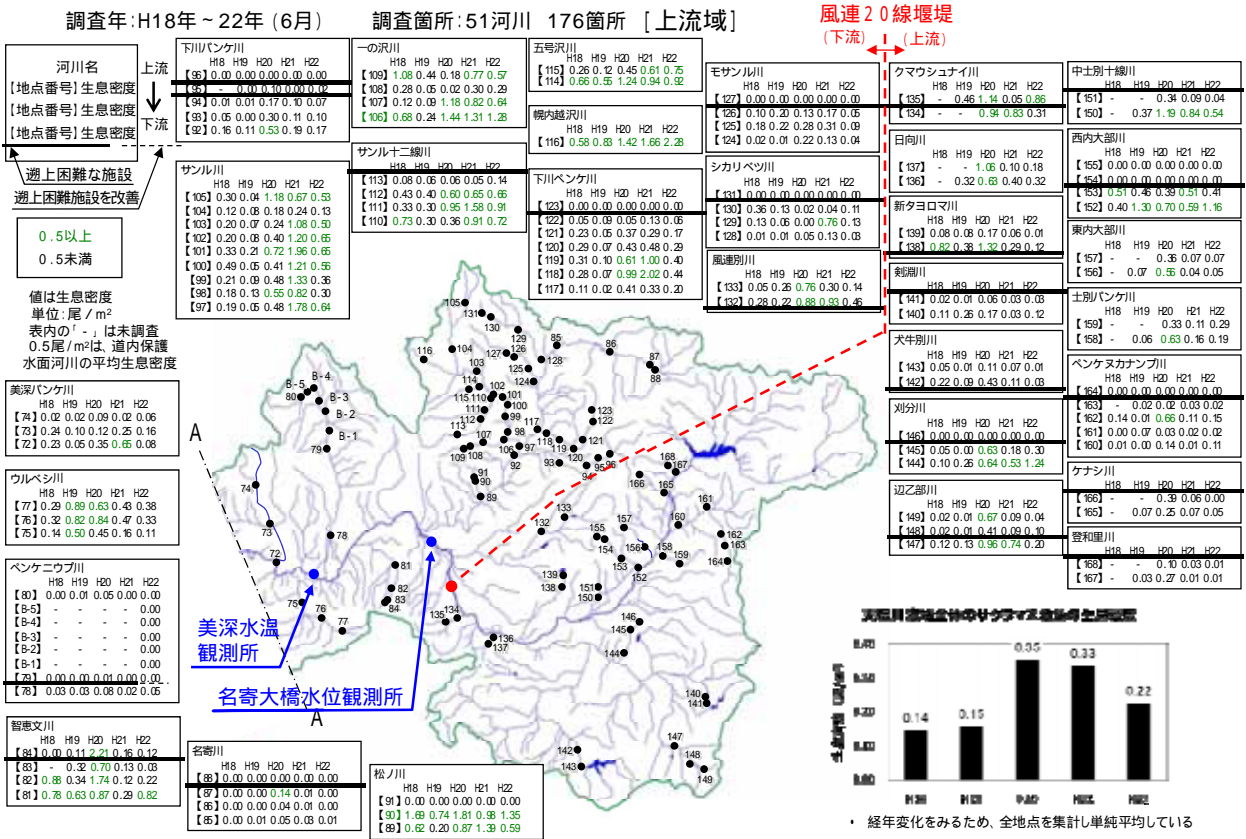 調査年:H18年~22年(6月) 調査箇所:51河川 176箇所 [上流域]
風連20線堰堤
(下流) (上流)
河川名
【地点番号】生息密度
【地点番号】生息密度
【地点番号】生息密度
上流
下流
遡上困難な施設
遡上困難施設を改善
0.5以上
0.5未満
値は生息密度
単位:尾/m²
表内の「-」は未調査
0.5尾/m²は、道内保護
水面河川の平均生息密度
下川パンケ川
H18 H19 H20 H21 H22
【96】0.00 0.00 0.00 0.00 0.00
【95】 - 0.00 0.10 0.00 0.02
【94】0.01 0.01 0.17 0.10 0.07
【93】0.05 0.00 0.30 0.11 0.10
【92】0.16 0.11 0.53 0.19 0.17
サンル川
H18 H19 H20 H21 H22
【105】0.30 0.04 1.18 0.67 0.53
【104】0.12 0.08 0.18 0.24 0.13
【103】0.20 0.07 0.24 1.08 0.50
【102】0.20 0.08 0.40 1.20 0.65
【101】0.33 0.21 0.72 1.96 0.65
【100】0.49 0.05 0.41 1.21 0.56
【99】0.21 0.09 0.48 1.33 0.36
【98】0.18 0.13 0.55 0.82 0.30
【97】0.19 0.05 0.48 1.78 0.64
一の沢川
H18 H19 H20 H21 H22
【109】1.08 0.44 0.18 0.77 0.57
【108】0.28 0.05 0.02 0.30 0.29
【107】0.12 0.09 1.18 0.82 0.64
【106】0.68 0.24 1.44 1.31 1.28
サンル十二線川
H18 H19 H20 H21 H22
【113】0.08 0.06 0.06 0.05 0.14
【112】0.43 0.40 0.60 0.65 0.66
【111】0.33 0.30 0.95 1.58 0.91
【110】0.73 0.30 0.36 0.91 0.72
五号沢川
H18 H19 H20 H21 H22
【115】0.26 0.12 0.45 0.61 0.75
【114】0.66 0.55 1.24 0.94 0.92
幌内越沢川
H18 H19 H20 H21 H22
【116】0.58 0.83 1.42 1.66 2.28
下川ペンケ川
H18 H19 H20 H21 H22
【123】0.00 0.00 0.00 0.00 0.00
【122】0.05 0.09 0.05 0.13 0.06
【121】0.23 0.05 0.37 0.29 0.17
【120】0.29 0.07 0.43 0.48 0.29
【119】0.31 0.10 0.61 1.00 0.40
【118】0.28 0.07 0.99 2.02 0.44
【117】0.11 0.02 0.41 0.33 0.20
モサンル川
H18 H19 H20 H21 H22
【127】0.00 0.00 0.00 0.00 0.00
【126】0.10 0.20 0.13 0.17 0.05
【125】0.18 0.22 0.28 0.31 0.09
【124】0.02 0.01 0.22 0.13 0.04
シカリベツ川
H18 H19 H20 H21 H22
【131】0.00 0.00 0.00 0.00 0.00
【130】0.36 0.13 0.02 0.04 0.11
【129】0.13 0.06 0.00 0.76 0.13
【128】0.01 0.01 0.05 0.13 0.03
風連別川
H18 H19 H20 H21 H22
【133】0.05 0.26 0.76 0.30 0.14
【132】0.28 0.22 0.88 0.93 0.46
クマウシュナイ川
H18 H19 H20 H21 H22
【135】 - 0.46 1.14 0.05 0.86
【134】 - - 0.94 0.83 0.31
日向川
H18 H19 H20 H21 H22
【137】 - - 1.06 0.10 0.18
【136】 - 0.32 0.63 0.40 0.32
新タヨロマ川
H18 H19 H20 H21 H22
【139】0.08 0.08 0.17 0.06 0.01
【138】0.82 0.38 1.32 0.29 0.12
剣淵川
H18 H19 H20 H21 H22
【141】0.02 0.01 0.06 0.03 0.03
【140】0.11 0.26 0.17 0.03 0.12
犬牛別川
H18 H19 H20 H21 H22
【143】0.05 0.01 0.11 0.07 0.01
【142】0.22 0.09 0.43 0.11 0.03
刈分川
H18 H19 H20 H21 H22
【146】0.00 0.00 0.00 0.00 0.00
【145】0.05 0.00 0.63 0.18 0.30
【144】0.10 0.26 0.64 0.53 1.24
辺乙部川
H18 H19 H20 H21 H22
【149】0.02 0.01 0.67 0.09 0.04
【148】0.02 0.01 0.41 0.09 0.10
【147】0.12 0.13 0.96 0.74 0.20
中士別十線川
H18 H19 H20 H21 H22
【151】 - - 0.34 0.09 0.04
【150】 - 0.37 1.19 0.84 0.54
西内大部川
H18 H19 H20 H21 H22
【155】0.00 0.00 0.00 0.00 0.00
【154】0.00 0.00 0.00 0.00 0.00
【153】0.51 0.46 0.39 0.51 0.41
【152】0.40 1.30 0.70 0.59 1.16
東内大部川
H18 H19 H20 H21 H22
【157】 - - 0.36 0.07 0.07
【156】 - 0.07 0.56 0.04 0.05
士別パンケ川
H18 H19 H20 H21 H22
【159】 - - 0.33 0.11 0.29
【158】 - 0.06 0.63 0.16 0.19
ペンケヌカナンプ川
H18 H19 H20 H21 H22
【164】0.00 0.00 0.00 0.00 0.00
【163】 - 0.02 0.02 0.03 0.02
【162】0.14 0.01 0.66 0.11 0.15
【161】0.00 0.07 0.03 0.02 0.02
【160】0.01 0.00 0.14 0.01 0.11
ケナシ川
H18 H19 H20 H21 H22
【166】 - - 0.39 0.06 0.00
【165】 - 0.07 0.25 0.07 0.05
登和里川
H18 H19 H20 H21 H22
【168】 - - 0.10 0.03 0.01
【167】 - 0.03 0.27 0.01 0.01
美深パンケ川
H18 H19 H20 H21 H22
【74】0.02 0.02 0.09 0.02 0.06
【73】0.24 0.10 0.12 0.25 0.16
【72】0.23 0.05 0.35 0.65 0.08
ウルベシ川
H18 H19 H20 H21 H22
【77】0.29 0.89 0.63 0.43 0.38
【76】0.32 0.82 0.84 0.47 0.33
【75】0.14 0.50 0.45 0.16 0.11
ペンケニウプ川
H18 H19 H20 H21 H22
【80】0.00 0.01 0.05 0.00 0.00
【B-5】 - - - - 0.00
【B-4】 - - - - 0.00
【B-3】 - - - - 0.00
【B-2】 - - - - 0.00
【B-1】 - - - - 0.00
【79】0.00 0.00 0.01 0.00 0.00
【78】0.03 0.03 0.08 0.02 0.05
智恵文川
H18 H19 H20 H21 H22
【84】0.00 0.11 2.21 0.16 0.12
【83】 - 0.32 0.70 0.13 0.03
【82】0.88 0.34 1.74 0.12 0.22
【81】0.78 0.63 0.87 0.29 0.82
名寄川
H18 H19 H20 H21 H22
【88】0.00 0.00 0.00 0.00 0.00
【87】0.00 0.00 0.14 0.01 0.00
【86】0.00 0.00 0.04 0.01 0.00
【85】0.00 0.01 0.05 0.03 0.01
松ノ川
H18 H19 H20 H21 H22
【91】0.00 0.00 0.00 0.00 0.00
【90】1.69 0.74 1.81 0.98 1.35
【89】0.62 0.20 0.87 1.39 0.59
A
A
美深水温
観測所
名寄大橋水位観測所
0.14 0.15 0.35 0.33 0.22
・ 経年変化をみるため、全地点を集計し単純平均している